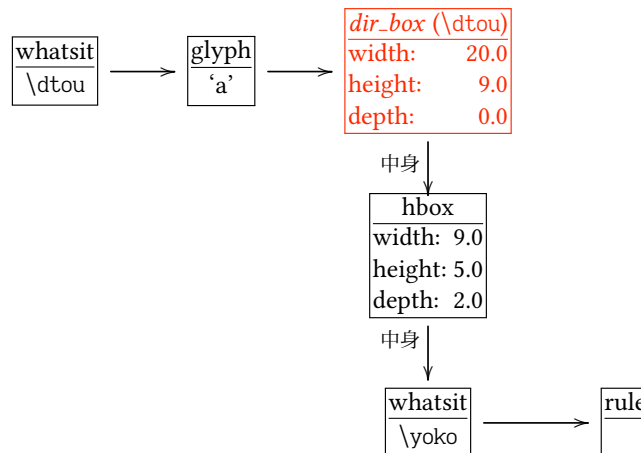 whatsit
\dtou
glyph
‘a’
dir_box (\dtou)
width: 20.0
height: 9.0
depth: 0.0
中身
hbox
width: 9.0
height: 5.0
depth: 2.0
中身
whatsit
\yoko
rule